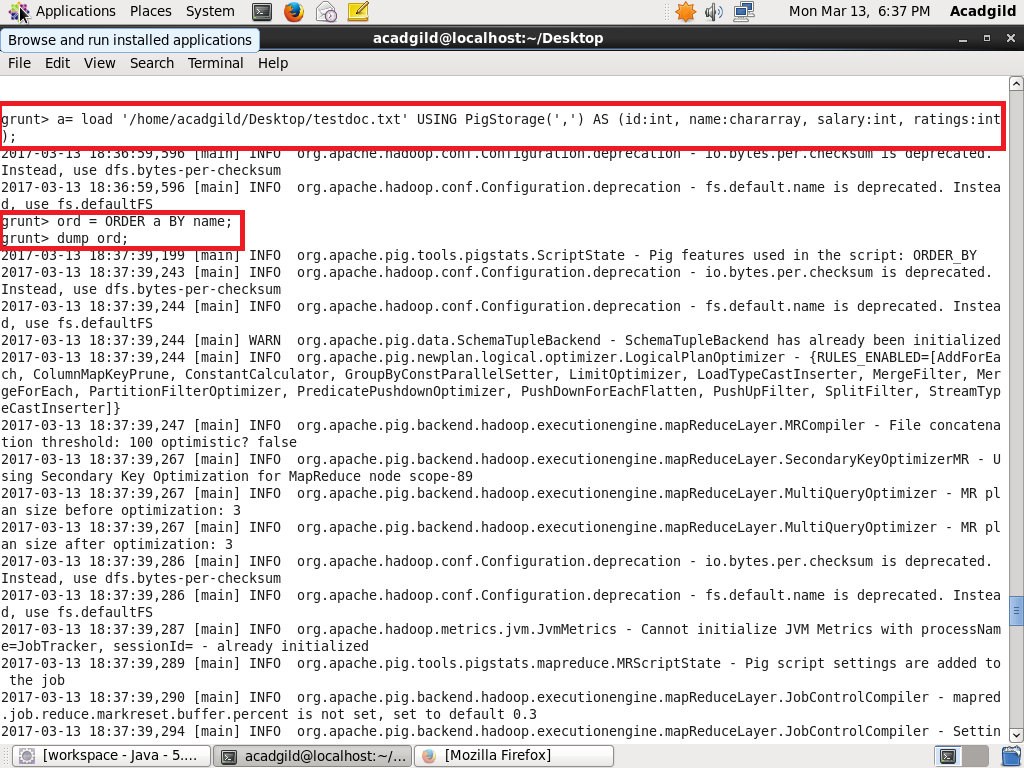 Applications Places System Mon Mar 13, 6:37 PM Acadgild
Browse and run installed applications
acadgild@localhost:~/Desktop
File Edit View Search Terminal Help
grunt> a= load '/home/acadgild/Desktop/testdoc.txt' USING PigStorage(',') AS (id:int, name:chararray, salary:int, ratings:int
);
2017-03-13 18:36:59,596 [main] INFO  org.apache.hadoop.conf.Configuration.deprecation - io.bytes.per.checksum is deprecated.
Instead, use dfs.bytes-per-checksum
2017-03-13 18:36:59,596 [main] INFO  org.apache.hadoop.conf.Configuration.deprecation - fs.default.name is deprecated. Instea
d, use fs.defaultFS
grunt> ord = ORDER a BY name;
grunt> dump ord;
2017-03-13 18:37:39,199 [main] INFO  org.apache.pig.tools.pigstats.ScriptState - Pig features used in the script: ORDER_BY
2017-03-13 18:37:39,243 [main] INFO  org.apache.hadoop.conf.Configuration.deprecation - io.bytes.per.checksum is deprecated.
Instead, use dfs.bytes-per-checksum
2017-03-13 18:37:39,244 [main] INFO  org.apache.hadoop.conf.Configuration.deprecation - fs.default.name is deprecated. Instea
d, use fs.defaultFS
2017-03-13 18:37:39,244 [main] WARN  org.apache.pig.data.SchemaTupleBackend - SchemaTupleBackend has already been initialized
2017-03-13 18:37:39,244 [main] INFO  org.apache.pig.newplan.logical.optimizer.LogicalPlanOptimizer - {RULES_ENABLED=[AddForEa
ch, ColumnMapKeyPrune, ConstantCalculator, GroupByConstParallelSetter, LimitOptimizer, LoadTypeCastInserter, MergeFilter, Mer
geForEach, PartitionFilterOptimizer, PredicatePushdownOptimizer, PushDownForEachFlatten, PushUpFilter, SplitFilter, StreamTyp
eCastInserter]}
2017-03-13 18:37:39,247 [main] INFO  org.apache.pig.backend.hadoop.executionengine.mapReduceLayer.MRCompiler - File concatena
tion threshold: 100 optimistic? false
2017-03-13 18:37:39,267 [main] INFO  org.apache.pig.backend.hadoop.executionengine.mapReduceLayer.SecondaryKeyOptimizerMR - U
sing Secondary Key Optimization for MapReduce node scope-89
2017-03-13 18:37:39,267 [main] INFO  org.apache.pig.backend.hadoop.executionengine.mapReduceLayer.MultiQueryOptimizer - MR pl
an size before optimization: 3
2017-03-13 18:37:39,267 [main] INFO  org.apache.pig.backend.hadoop.executionengine.mapReduceLayer.MultiQueryOptimizer - MR pl
an size after optimization: 3
2017-03-13 18:37:39,286 [main] INFO  org.apache.hadoop.conf.Configuration.deprecation - io.bytes.per.checksum is deprecated.
Instead, use dfs.bytes-per-checksum
2017-03-13 18:37:39,286 [main] INFO  org.apache.hadoop.conf.Configuration.deprecation - fs.default.name is deprecated. Instea
d, use fs.defaultFS
2017-03-13 18:37:39,287 [main] INFO  org.apache.hadoop.metrics.jvm.JvmMetrics - Cannot initialize JVM Metrics with processNam
e=JobTracker, sessionId= - already initialized
2017-03-13 18:37:39,289 [main] INFO  org.apache.pig.tools.pigstats.mapreduce.MRScriptState - Pig script settings are added to
 the job
2017-03-13 18:37:39,290 [main] INFO  org.apache.pig.backend.hadoop.executionengine.mapReduceLayer.JobControlCompiler - mapred
.job.reduce.markreset.buffer.percent is not set, set to default 0.3
2017-03-13 18:37:39,294 [main] INFO  org.apache.pig.backend.hadoop.executionengine.mapReduceLayer.JobControlCompiler - Settin
[workspace - Java - 5.... acadgild@localhost:~/... [Mozilla Firefox]